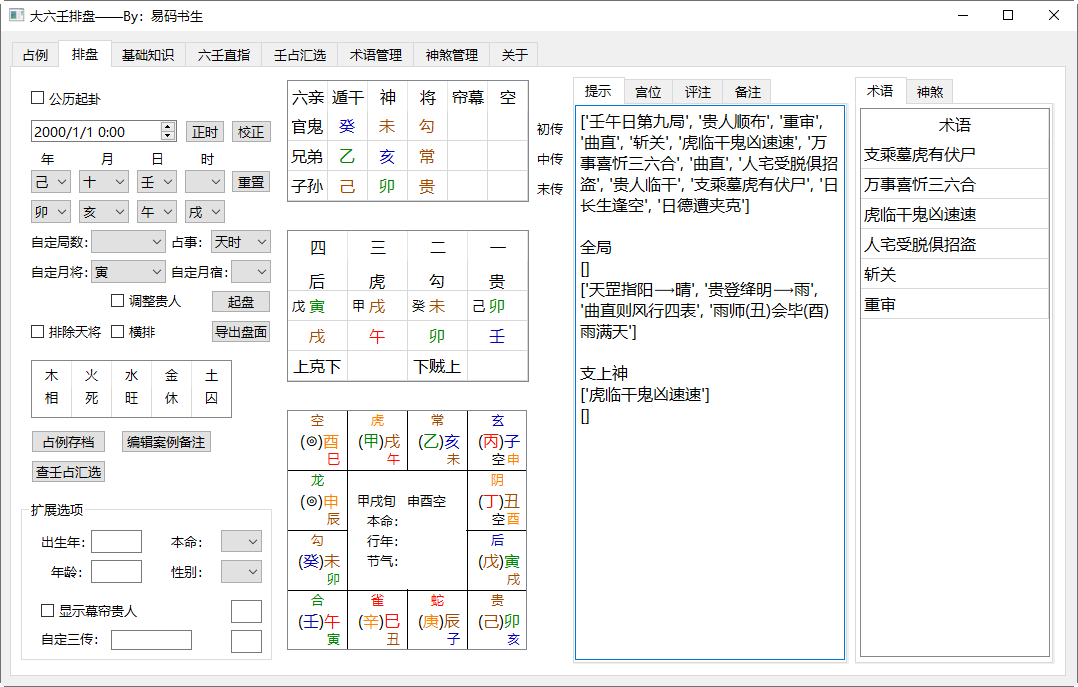 大六壬排盘——By: 易码书生
占例 排盘 基础知识 六壬直指 壬占汇选 术语管理 神煞管理 关于
公历起卦
2000/1/1 0:00 正时 校正
年 月 日 时
己 十 壬 重置
卯 亥 午 戌
自定局数: 占事: 天时
自定月将: 寅 自定月宿:
调整贵人 起盘
排除天将 横排 导出盘面
木 火 水 金 土
相 死 旺 休 囚
占例存档 编辑案例备注
查壬占汇选
扩展选项
出生年: 本命:
年龄: 性别:
显示幕帘贵人
自定三传:
六亲 遁干 神 将 帘幕 空
官鬼 癸 未 勾 初传
兄弟 乙 亥 常 中传
子孙 己 卯 贵 末传
四 三 二 一
后 虎 勾 贵
戊 寅 甲 戌 癸 未 己 卯
戌 午 卯 壬
上克下 下贼上
空 虎 常 玄
(◎)酉 (甲)戌 (乙)亥 (丙)子
巳 午 未 空 申
龙 阴
(◎)申 甲戌旬 申酉空 (丁)丑
辰 本命: 空 酉
勾 行年: 后
(癸)未 节气: (戊)寅
卯 戌
合 雀 蛇 贵
(壬)午 (辛)巳 (庚)辰 (己)卯
寅 丑 子 亥
提示 宫位 评注 备注
['壬午日第九局', '贵人顺布', '重审',
'曲直', '斩关', '虎临干鬼凶速速', '万
事喜忻三六合', '曲直', '人宅受脱俱招
盗', '贵人临干', '支乘墓虎有伏尸', '日
长生逢空', '日德遭夹克']
全局
[]
['天罡指阳→晴', '贵登绛明→雨',
'曲直则风行四表', '雨师(丑)会毕(酉)
雨满天']
支上神
['虎临干鬼凶速速']
[]
术语 神煞
术语
支乘墓虎有伏尸
万事喜忻三六合
虎临干鬼凶速速
人宅受脱俱招盗
斩关
重审